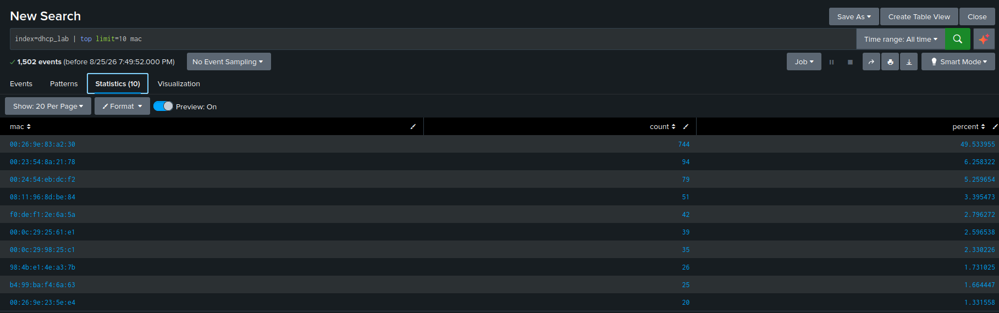 New Search
Save As
Create Table View
Close
index=dhcp_lab | top limit=10 mac
Time range: All time
1,502 events (before 8/25/26 7:49:52.000 PM)
No Event Sampling
Job
Smart Mode
Events
Patterns
Statistics (10)
Visualization
Show: 20 Per Page
Format
Preview: On
mac count percent
00:26:9e:83:a2:30 744 49.533955
00:23:54:8a:21:78 94 6.258322
00:24:54:eb:dc:f2 79 5.259654
08:11:96:8d:be:84 51 3.395473
f0:de:f1:2e:6a:5a 42 2.796272
00:0c:29:25:61:e1 39 2.596538
00:0c:29:98:25:c1 35 2.330226
98:4b:e1:4e:a3:7b 26 1.731025
b4:99:ba:f4:6a:63 25 1.664447
00:26:9e:23:5e:e4 20 1.331558